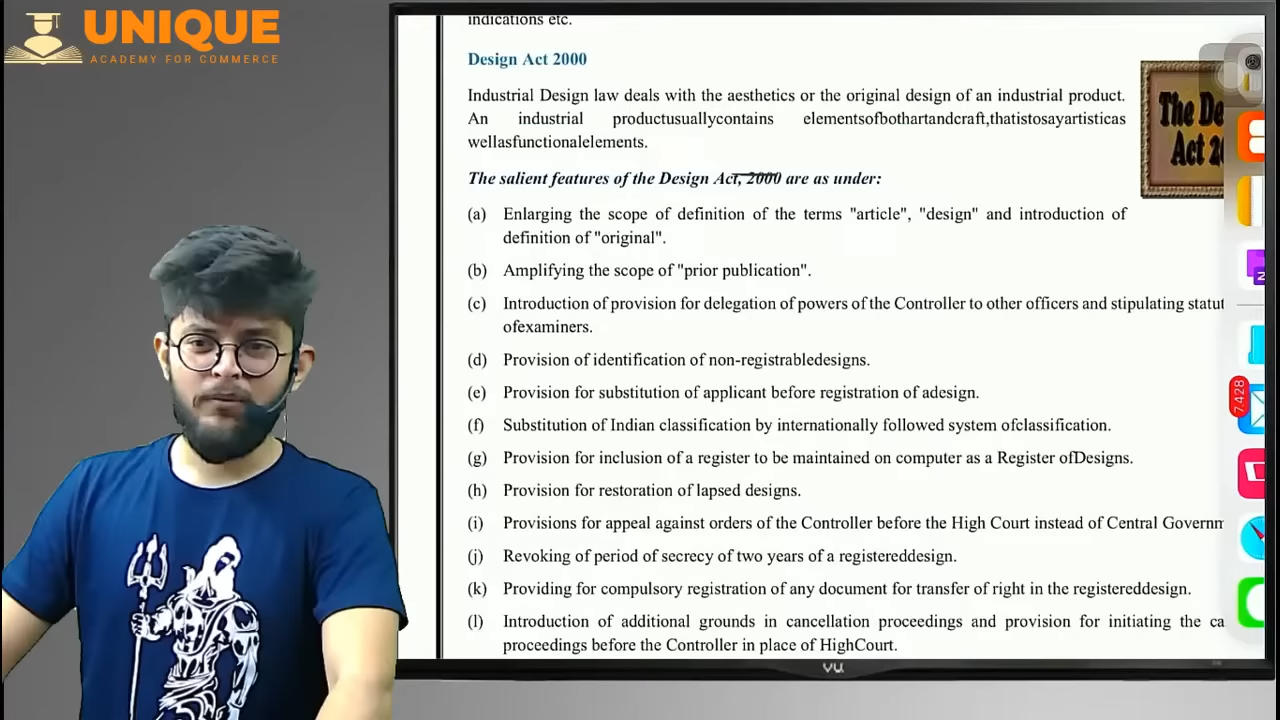 UNIQUE
ACADEMY FOR COMMERCE
indications etc.
Design Act 2000
Industrial Design law deals with the aesthetics or the original design of an industrial product.
An industrial productusuallycontains elementsofbothartandcraft,thatistosayartisticas
wellasfunctionalelements.
The salient features of the Design Act, 2000 are as under:
(a) Enlarging the scope of definition of the terms "article", "design" and introduction of
definition of "original".
(b) Amplifying the scope of "prior publication".
(c) Introduction of provision for delegation of powers of the Controller to other officers and stipulating statut
ofexaminers.
(d) Provision of identification of non-registrabledesigns.
(e) Provision for substitution of applicant before registration of adesign.
(f) Substitution of Indian classification by internationally followed system ofclassification.
(g) Provision for inclusion of a register to be maintained on computer as a Register ofDesigns.
(h) Provision for restoration of lapsed designs.
(i) Provisions for appeal against orders of the Controller before the High Court instead of Central Governm
(j) Revoking of period of secrecy of two years of a registereddesign.
(k) Providing for compulsory registration of any document for transfer of right in the registereddesign.
(l) Introduction of additional grounds in cancellation proceedings and provision for initiating the ca
proceedings before the Controller in place of HighCourt.
The De
Act 2
7,428
N
vu